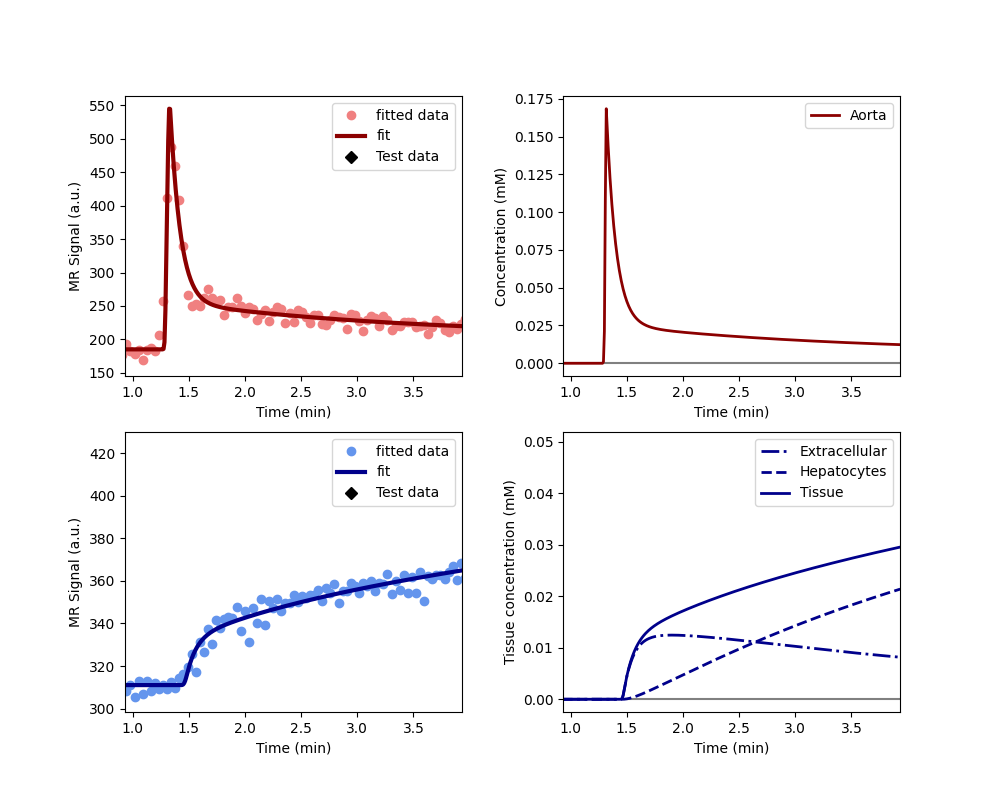 MR Signal (a.u.)
550
500
450
400
350
300
250
200
150
1.0 1.5 2.0 2.5 3.0 3.5
Time (min)
fitted data
fit
Test data
Concentration (mM)
0.175
0.150
0.125
0.100
0.075
0.050
0.025
0.000
1.0 1.5 2.0 2.5 3.0 3.5
Time (min)
Aorta
MR Signal (a.u.)
420
400
380
360
340
320
300
1.0 1.5 2.0 2.5 3.0 3.5
Time (min)
fitted data
fit
Test data
Tissue concentration (mM)
0.05
0.04
0.03
0.02
0.01
0.00
1.0 1.5 2.0 2.5 3.0 3.5
Time (min)
Extracellular
Hepatocytes
Tissue